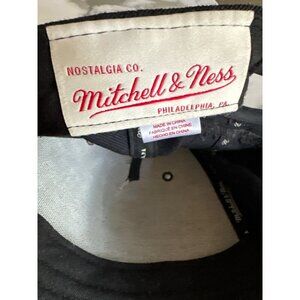 NOSTALGIA CO.
Mitchell & Ness
PHILADELPHIA, PA.
MADE IN CHINA
FABRIQUÉ EN CHINE
HECHO EN CHINA